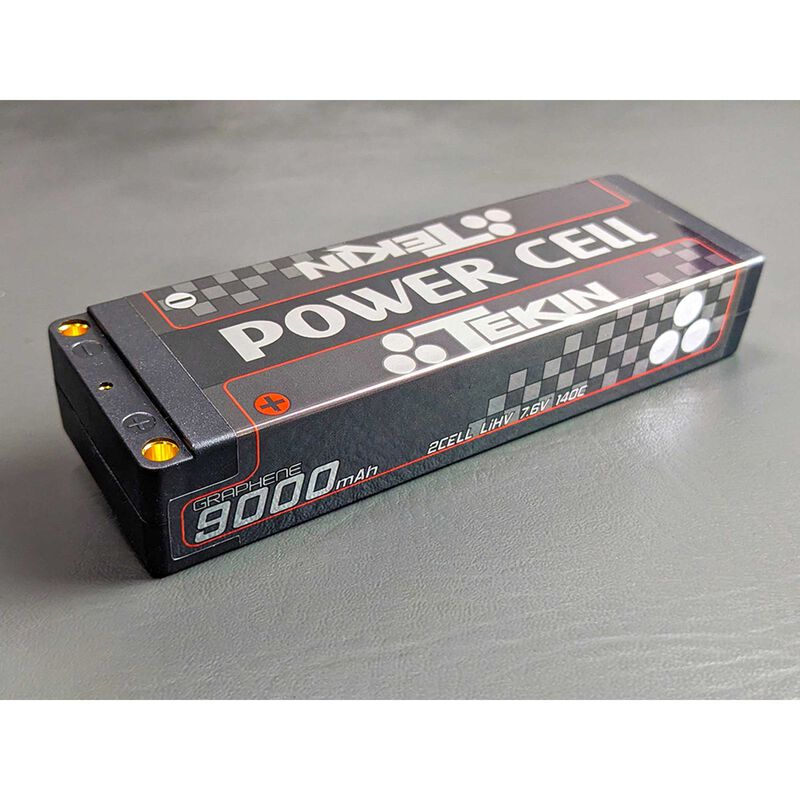 TEKIN
POWER CELL
TEKIN
−
+
−
+
2CELL LiHV 7.6V 140C
GRAPHENE
9000mAh